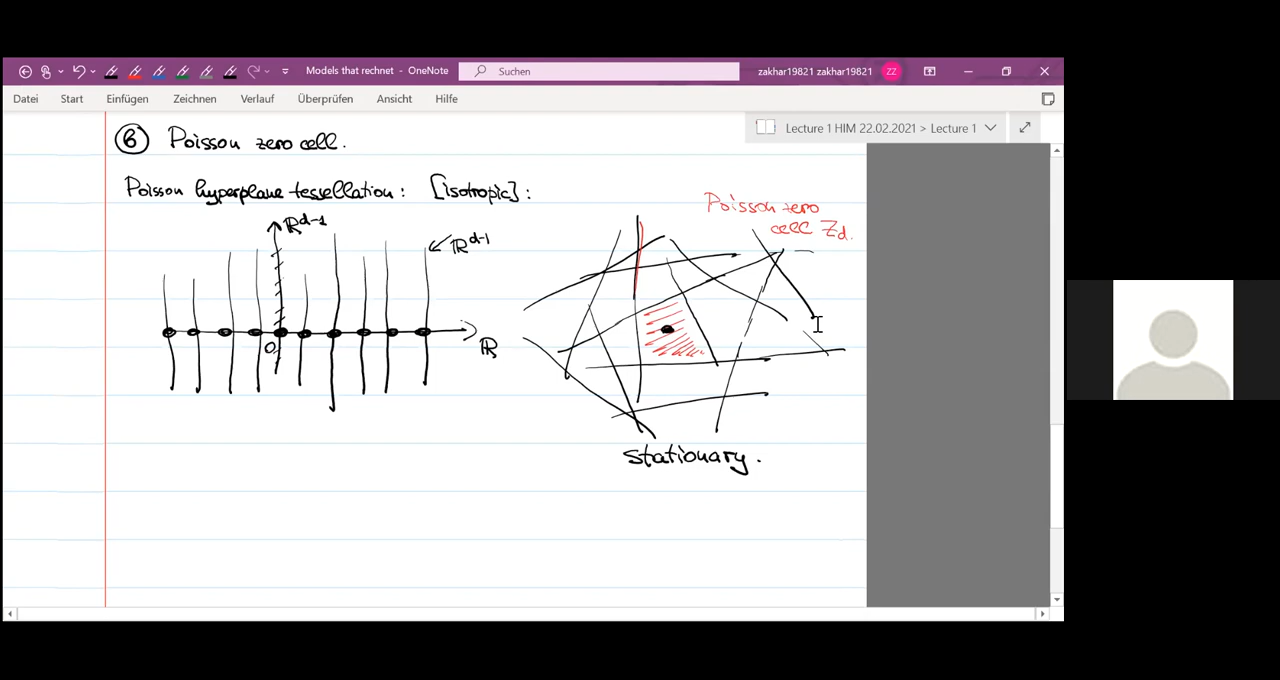 Models that rechnet - OneNote
Suchen
zakhar19821 zakhar19821
ZZ
Datei Start Einfügen Zeichnen Verlauf Überprüfen Ansicht Hilfe
Lecture 1 HIM 22.02.2021 > Lecture 1
6 Poisson zero cell.
Poisson hyperplane tessellation: [isotropic]:
Poisson zero
cell Zd.
ℝd-1
ℝd-1
0
ℝ
stationary.